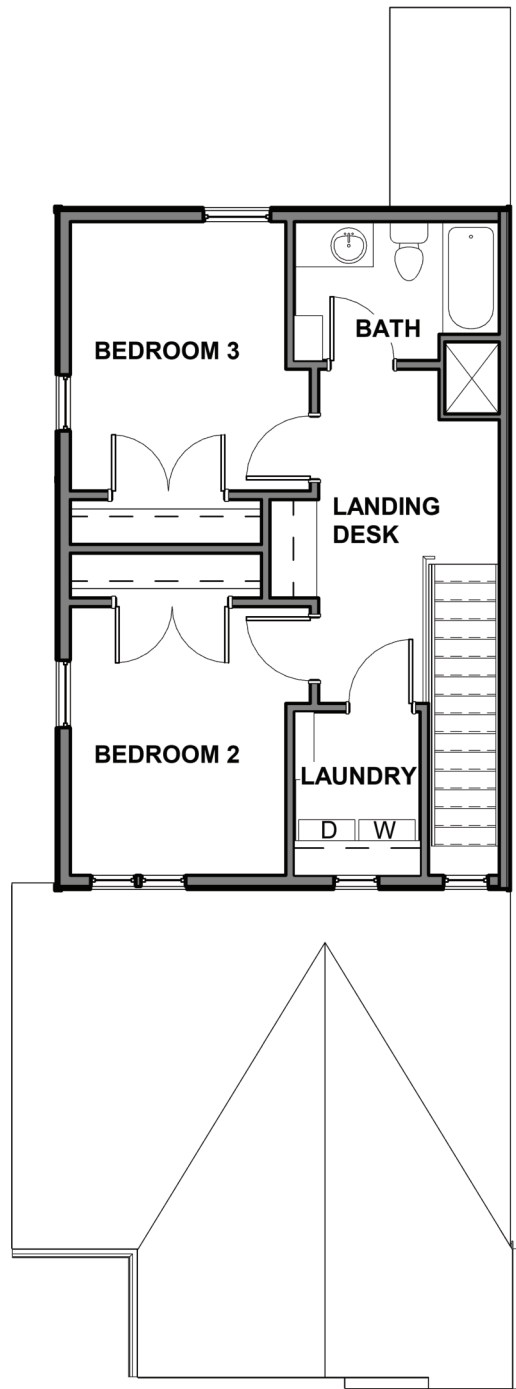 BATH
BEDROOM 3
LANDING
DESK
BEDROOM 2
LAUNDRY
D W